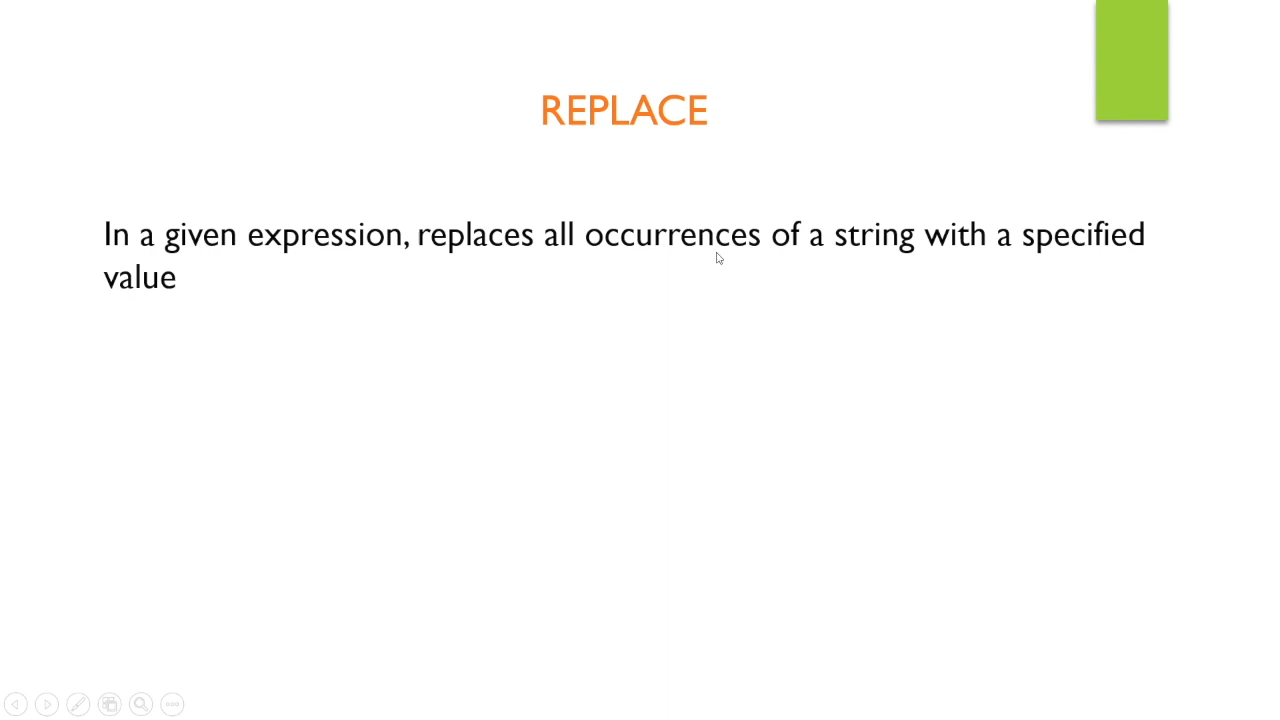 REPLACE
In a given expression, replaces all occurrences of a string with a specified
value